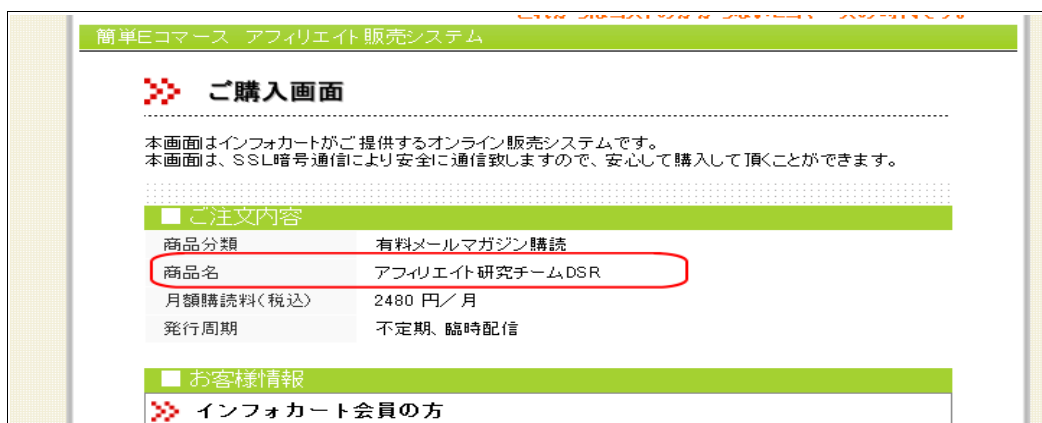 簡単Eコマース アフィリエイト販売システム
ご購入画面
本画面はインフォカートがご提供するオンライン販売システムです。
本画面は、SSL暗号通信により安全に通信致しますので、安心して購入して頂くことができます。
■ご注文内容
商品分類 有料メールマガジン購読
商品名 アフィリエイト研究チームDSR
月額購読料(税込) 2480 円/月
発行周期 不定期、臨時配信
■お客様情報
インフォカート会員の方